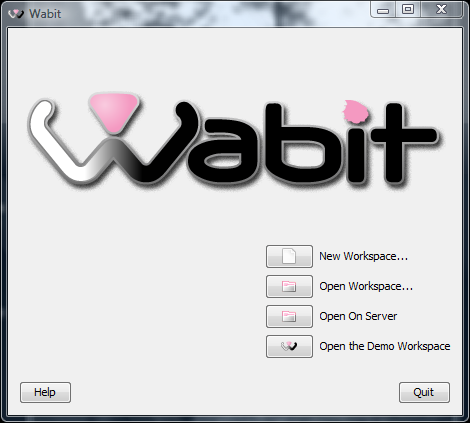 Wabit
Wabit
New Workspace...
Open Workspace...
Open On Server
Open the Demo Workspace
Help
Quit